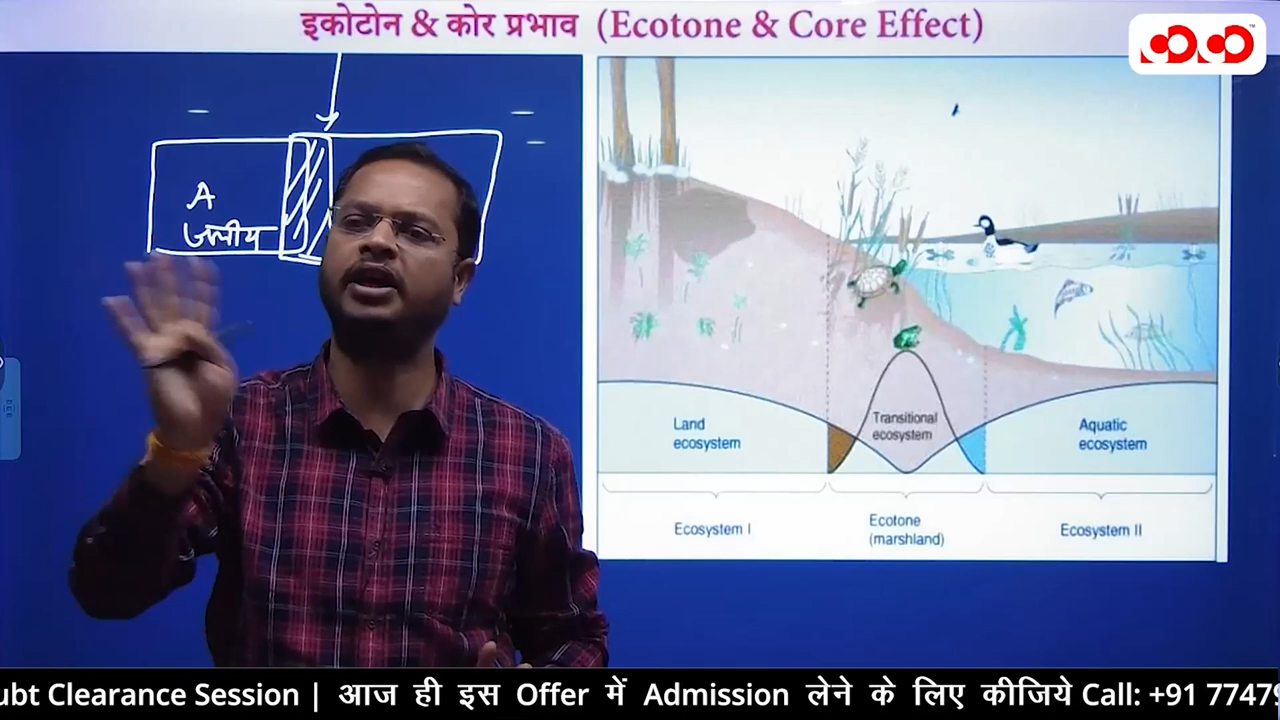 इकोटोन & कोर प्रभाव (Ecotone & Core Effect)
A
जलीय
Land
ecosystem
Transitional
ecosystem
Aquatic
ecosystem
Ecosystem I
Ecotone
(marshland)
Ecosystem II
ubt Clearance Session | आज ही इस Offer में Admission लेने के लिए कीजिये Call: +91 7747